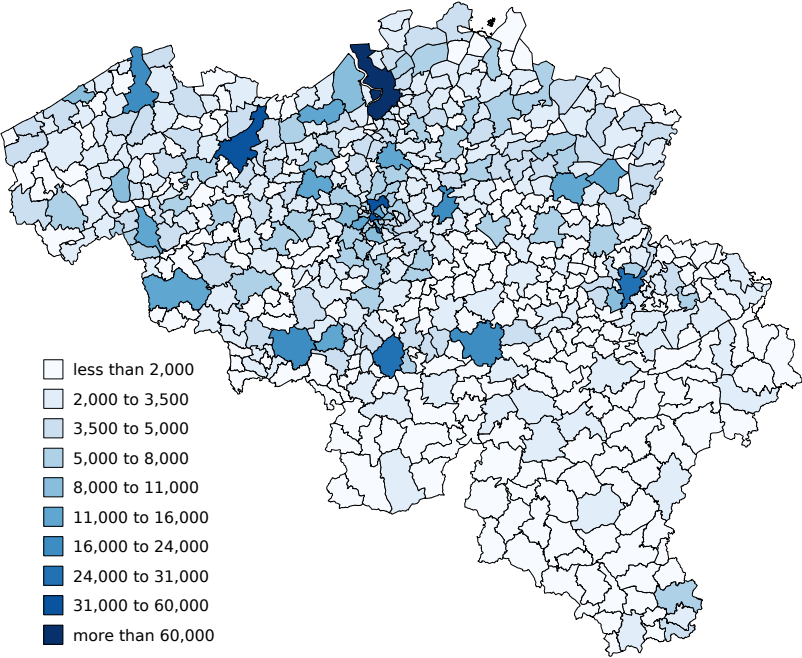 less than 2,000
2,000 to 3,500
3,500 to 5,000
5,000 to 8,000
8,000 to 11,000
11,000 to 16,000
16,000 to 24,000
24,000 to 31,000
31,000 to 60,000
more than 60,000